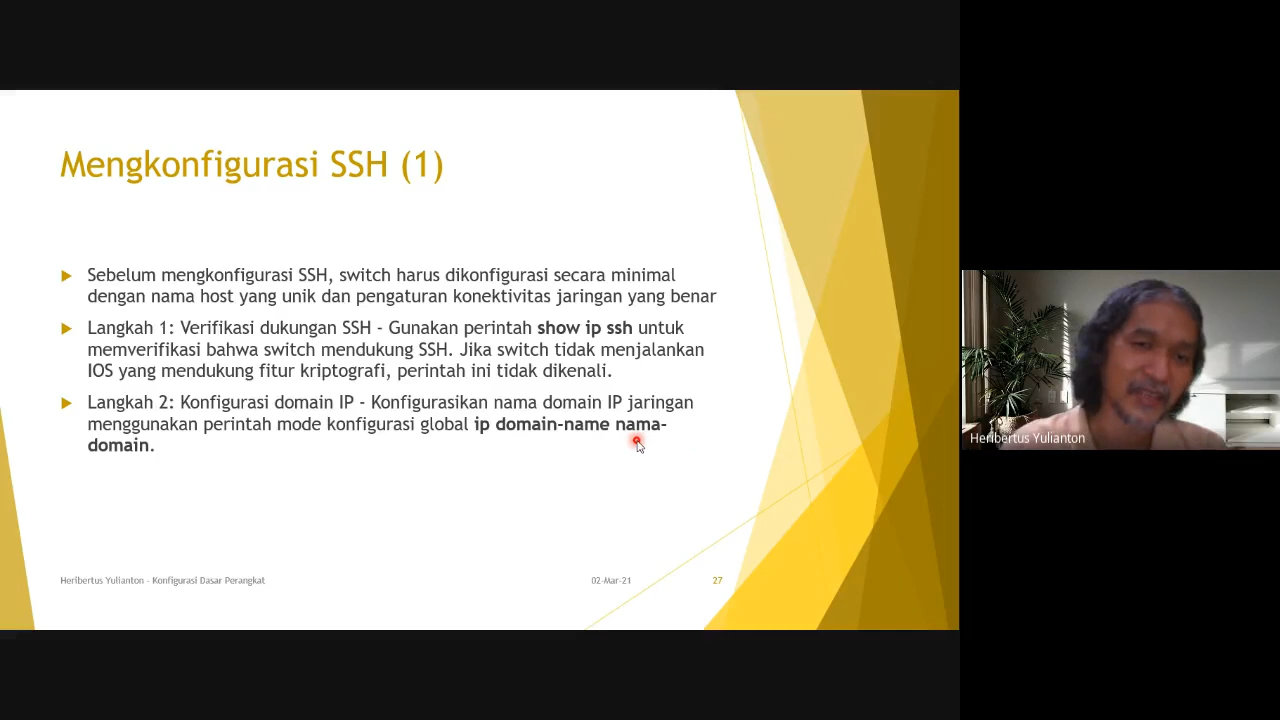 Mengkonfigurasi SSH (1)
Sebelum mengkonfigurasi SSH, switch harus dikonfigurasi secara minimal
dengan nama host yang unik dan pengaturan konektivitas jaringan yang benar
Langkah 1: Verifikasi dukungan SSH - Gunakan perintah show ip ssh untuk
memverifikasi bahwa switch mendukung SSH. Jika switch tidak menjalankan
IOS yang mendukung fitur kriptografi, perintah ini tidak dikenali.
Langkah 2: Konfigurasi domain IP - Konfigurasikan nama domain IP jaringan
menggunakan perintah mode konfigurasi global ip domain-name nama-
domain.
Heribertus Yulianton - Konfigurasi Dasar Perangkat
02-Mar-21
27
Heribertus Yulianton